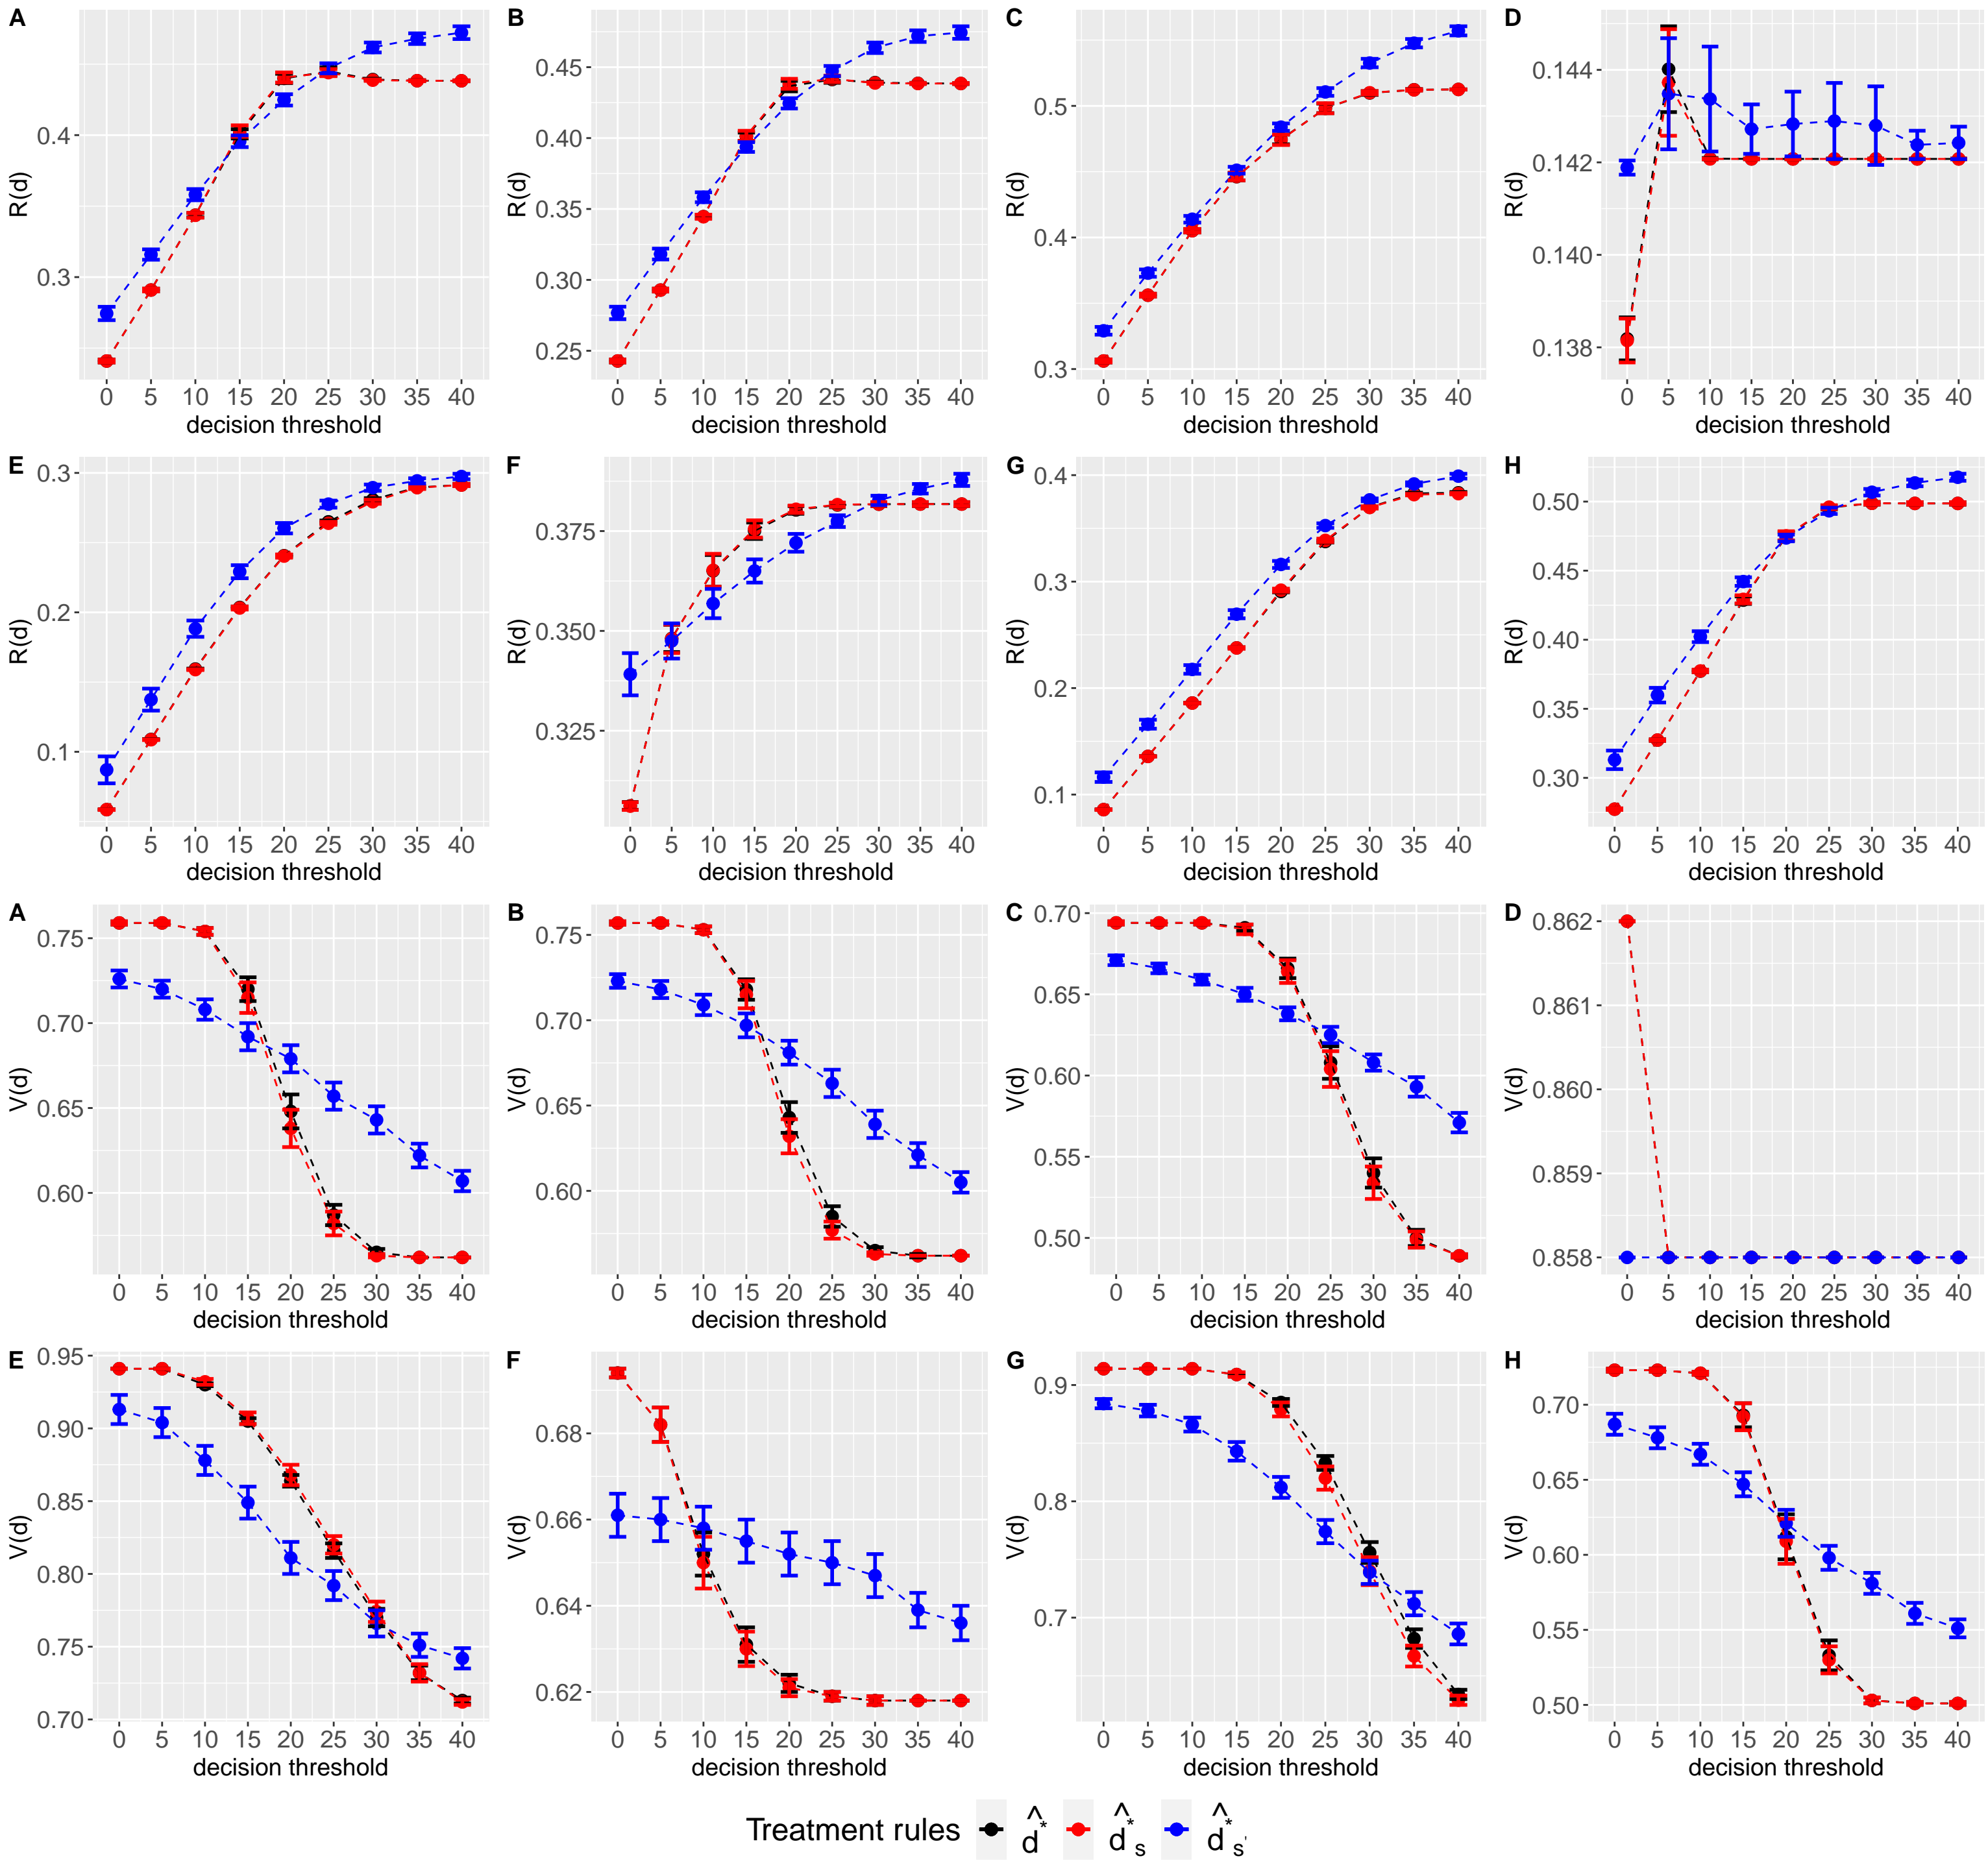 A
R(d)
0.4
0.3
0 5 10 15 20 25 30 35 40
decision threshold
B
R(d)
0.45
0.40
0.35
0.30
0.25
0 5 10 15 20 25 30 35 40
decision threshold
C
R(d)
0.5
0.4
0.3
0 5 10 15 20 25 30 35 40
decision threshold
D
R(d)
0.144
0.142
0.140
0.138
0 5 10 15 20 25 30 35 40
decision threshold
E
R(d)
0.3
0.2
0.1
0 5 10 15 20 25 30 35 40
decision threshold
F
R(d)
0.375
0.350
0.325
0 5 10 15 20 25 30 35 40
decision threshold
G
R(d)
0.4
0.3
0.2
0.1
0 5 10 15 20 25 30 35 40
decision threshold
H
R(d)
0.50
0.45
0.40
0.35
0.30
0 5 10 15 20 25 30 35 40
decision threshold
A
V(d)
0.75
0.70
0.65
0.60
0 5 10 15 20 25 30 35 40
decision threshold
B
V(d)
0.75
0.70
0.65
0.60
0 5 10 15 20 25 30 35 40
decision threshold
C
V(d)
0.70
0.65
0.60
0.55
0.50
0 5 10 15 20 25 30 35 40
decision threshold
D
V(d)
0.862
0.861
0.860
0.859
0.858
0 5 10 15 20 25 30 35 40
decision threshold
E
V(d)
0.95
0.90
0.85
0.80
0.75
0.70
0 5 10 15 20 25 30 35 40
decision threshold
F
V(d)
0.68
0.66
0.64
0.62
0 5 10 15 20 25 30 35 40
decision threshold
G
V(d)
0.9
0.8
0.7
0 5 10 15 20 25 30 35 40
decision threshold
H
V(d)
0.70
0.65
0.60
0.55
0.50
0 5 10 15 20 25 30 35 40
decision threshold
Treatment rules d̂* d̂*s d̂*s'